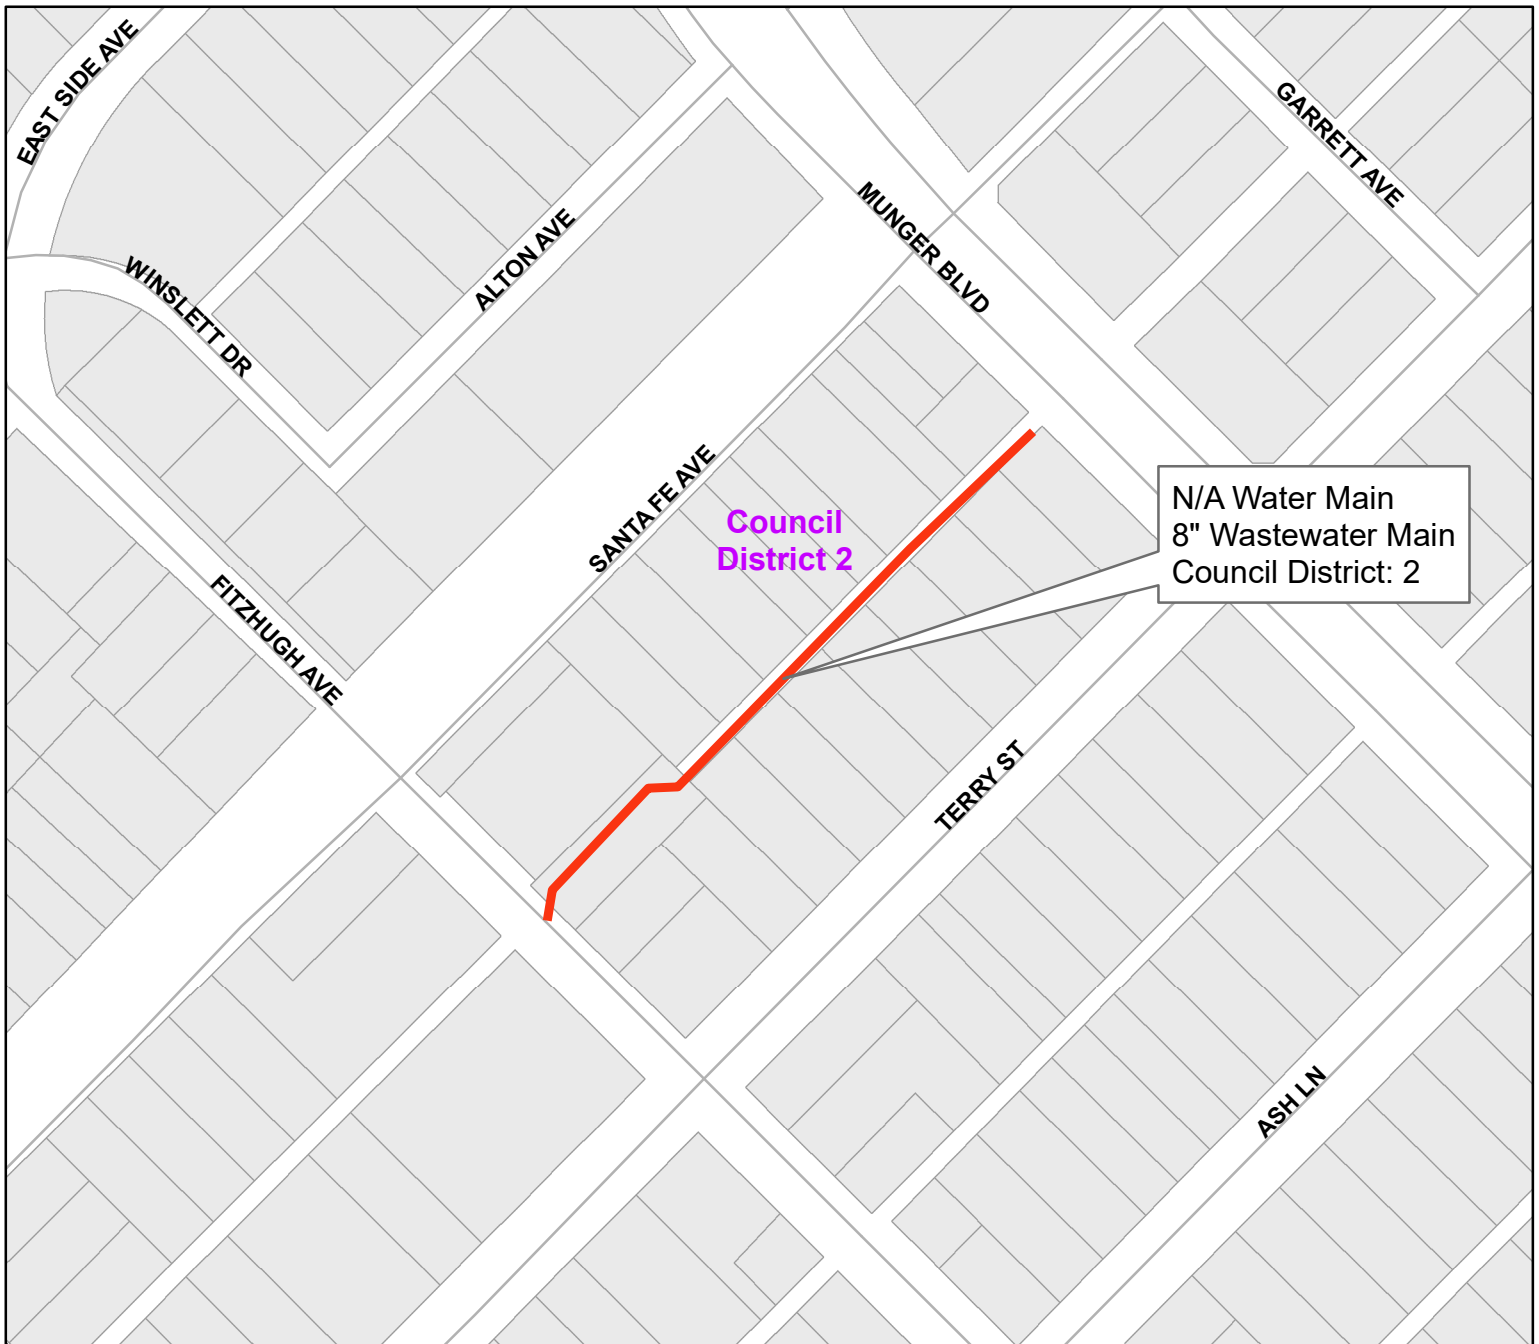 EAST SIDE AVE
GARRETT AVE
MUNGER BLVD
ALTON AVE
WINSLETT DR
SANTA FE AVE
Council
District 2
N/A Water Main
8" Wastewater Main
Council District: 2
FITZHUGH AVE
TERRY ST
ASH LN